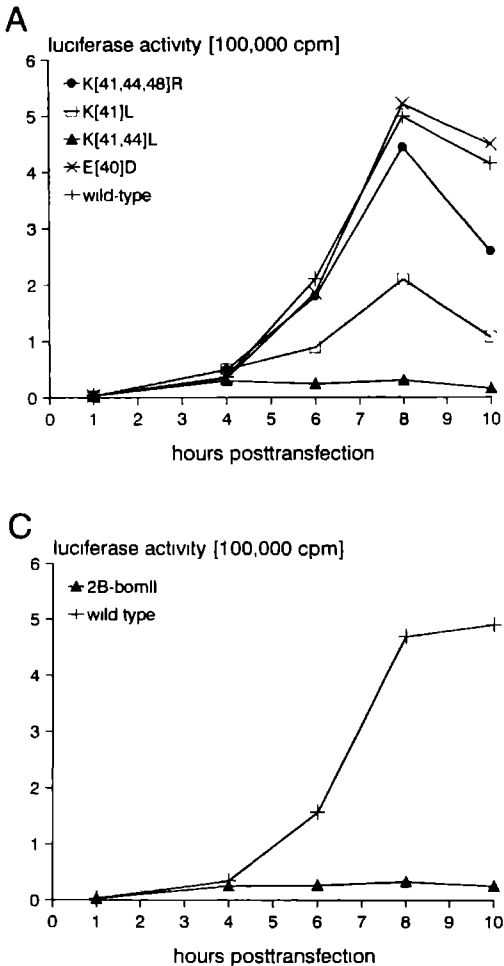 A
luciferase activity [100,000 cpm]
6
5
4
3
2
1
0
K[41,44,48]R
K[41]L
K[41,44]L
E[40]D
wild-type
0 1 2 3 4 5 6 7 8 9 10
hours posttransfection
C
luciferase activity [100,000 cpm]
6
5
4
3
2
1
0
2B-bomII
wild type
0 1 2 3 4 5 6 7 8 9 10
hours posttransfection